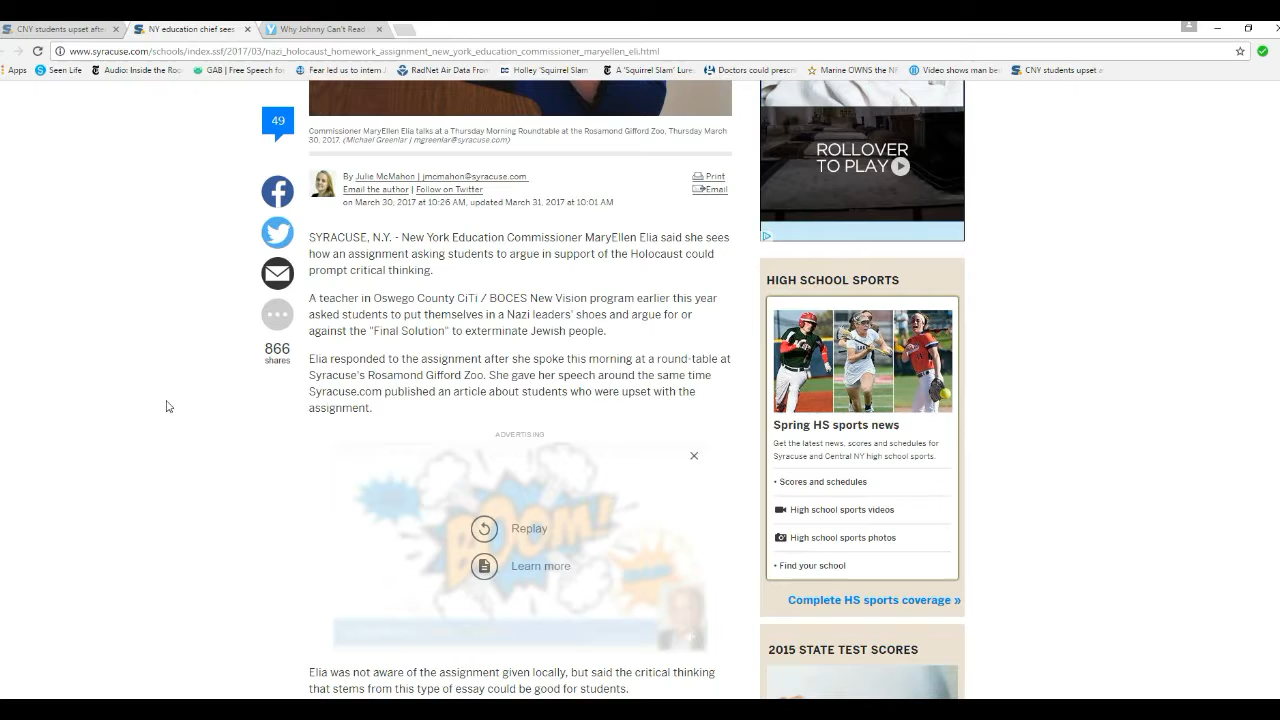 CNY students upset afte
NY education chief sees
Why Johnny Can't Read
www.syracuse.com/schools/index.ssf/2017/03/nazi_holocaust_homework_assignment_new_york_education_commissioner_maryellen_eli.html
Apps
Seen Life
Audio: Inside the Ro
GAB | Free Speech fo
Fear led us to intern J
RadNet Air Data From
Holley 'Squirrel Slam
A 'Squirrel Slam' Lure
Doctors could prescr
Marine OWNS the Nf
Video shows man be
CNY students upset a
49
Commissioner MaryEllen Elia talks at a Thursday Morning Roundtable at the Rosamond Gifford Zoo, Thursday March
30, 2017. (Michael Greenlar | mgreenlar@syracuse.com)
By Julie McMahon | jmcmahon@syracuse.com
Email the author | Follow on Twitter
on March 30, 2017 at 10:26 AM, updated March 31, 2017 at 10:01 AM
Print
Email
SYRACUSE, N.Y. - New York Education Commissioner MaryEllen Elia said she sees
how an assignment asking students to argue in support of the Holocaust could
prompt critical thinking.
A teacher in Oswego County CiTi / BOCES New Vision program earlier this year
asked students to put themselves in a Nazi leaders' shoes and argue for or
against the "Final Solution" to exterminate Jewish people.
866
shares
Elia responded to the assignment after she spoke this morning at a round-table at
Syracuse's Rosamond Gifford Zoo. She gave her speech around the same time
Syracuse.com published an article about students who were upset with the
assignment.
ADVERTISING
BOOM!
Replay
Learn more
Elia was not aware of the assignment given locally, but said the critical thinking
that stems from this type of essay could be good for students.
ROLLOVER
TO PLAY
HIGH SCHOOL SPORTS
Spring HS sports news
Get the latest news, scores and schedules for
Syracuse and Central NY high school sports.
• Scores and schedules
High school sports videos
High school sports photos
• Find your school
Complete HS sports coverage »
2015 STATE TEST SCORES